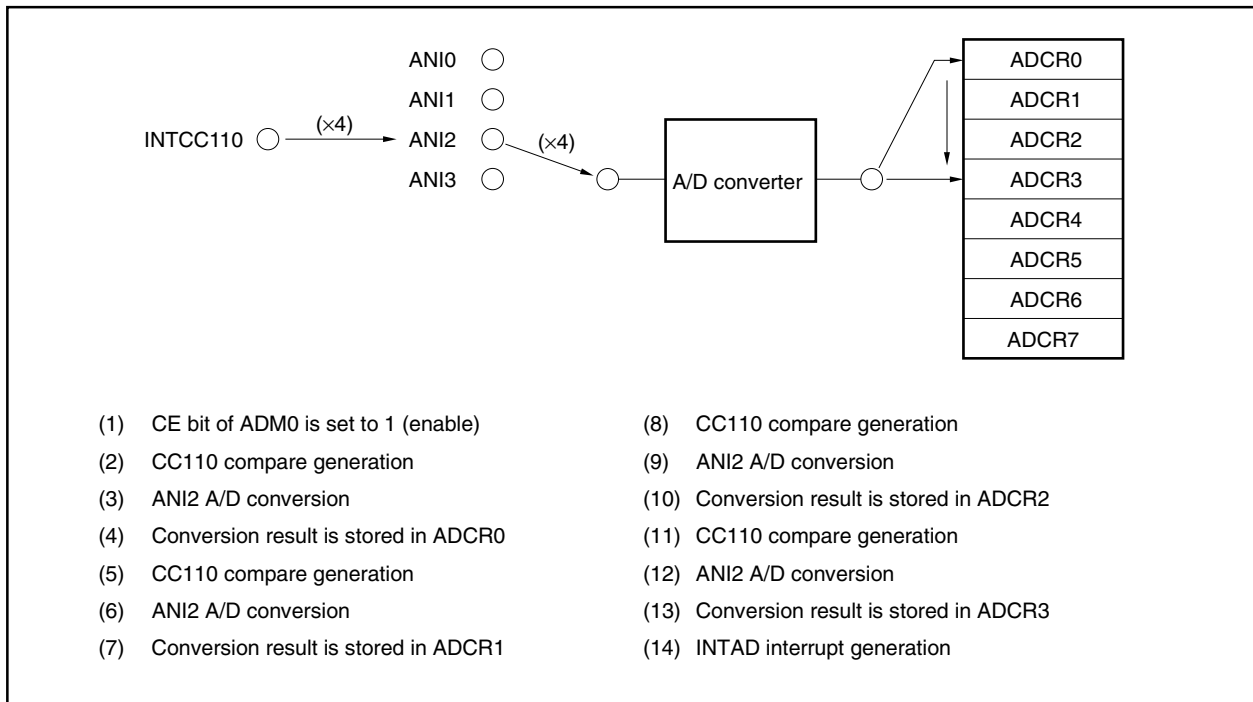 ANI0
ANI1
INTCC110 (×4) ANI2 (×4)
ANI3
A/D converter
ADCR0
ADCR1
ADCR2
ADCR3
ADCR4
ADCR5
ADCR6
ADCR7
(1) CE bit of ADM0 is set to 1 (enable)
(2) CC110 compare generation
(3) ANI2 A/D conversion
(4) Conversion result is stored in ADCR0
(5) CC110 compare generation
(6) ANI2 A/D conversion
(7) Conversion result is stored in ADCR1
(8) CC110 compare generation
(9) ANI2 A/D conversion
(10) Conversion result is stored in ADCR2
(11) CC110 compare generation
(12) ANI2 A/D conversion
(13) Conversion result is stored in ADCR3
(14) INTAD interrupt generation